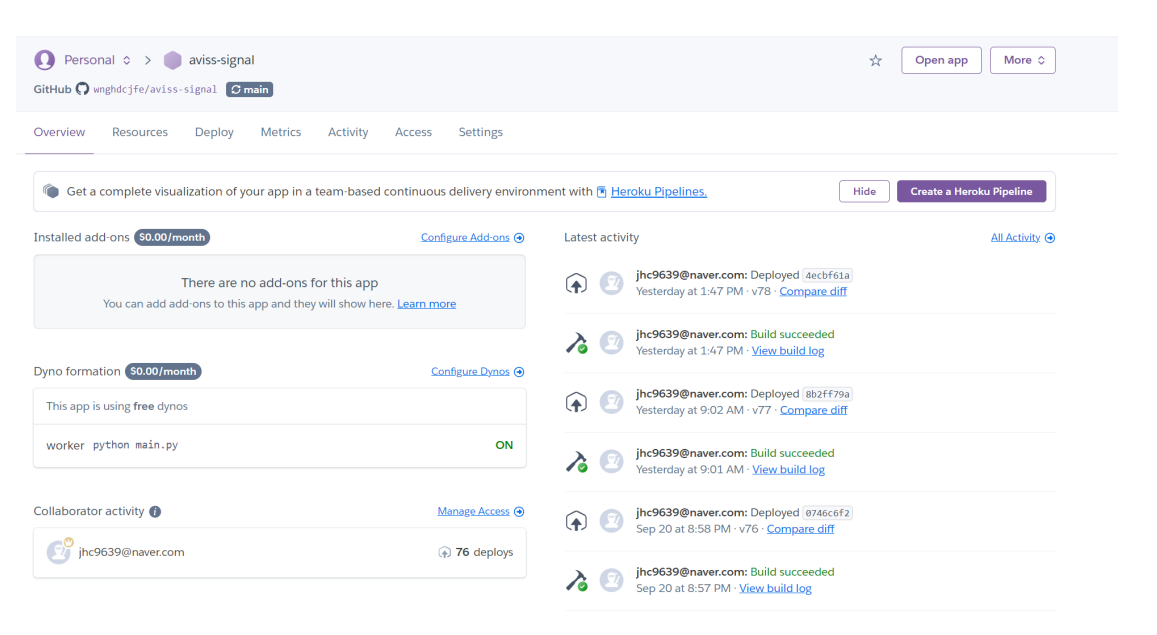 Personal > aviss-signal
Open app More
GitHub wnghdcjfe/aviss-signal main
Overview Resources Deploy Metrics Activity Access Settings
Get a complete visualization of your app in a team-based continuous delivery environment with Heroku Pipelines.
Hide Create a Heroku Pipeline
Installed add-ons $0.00/month Configure Add-ons
There are no add-ons for this app
You can add add-ons to this app and they will show here. Learn more
Dyno formation $0.00/month Configure Dynos
This app is using free dynos
worker python main.py ON
Collaborator activity Manage Access
jhc9639@naver.com 76 deploys
Latest activity All Activity
jhc9639@naver.com: Deployed 4ecbf61a
Yesterday at 1:47 PM · v78 · Compare diff
jhc9639@naver.com: Build succeeded
Yesterday at 1:47 PM · View build log
jhc9639@naver.com: Deployed 8b2ff79a
Yesterday at 9:02 AM · v77 · Compare diff
jhc9639@naver.com: Build succeeded
Yesterday at 9:01 AM · View build log
jhc9639@naver.com: Deployed 0746c6f2
Sep 20 at 8:58 PM · v76 · Compare diff
jhc9639@naver.com: Build succeeded
Sep 20 at 8:57 PM · View build log